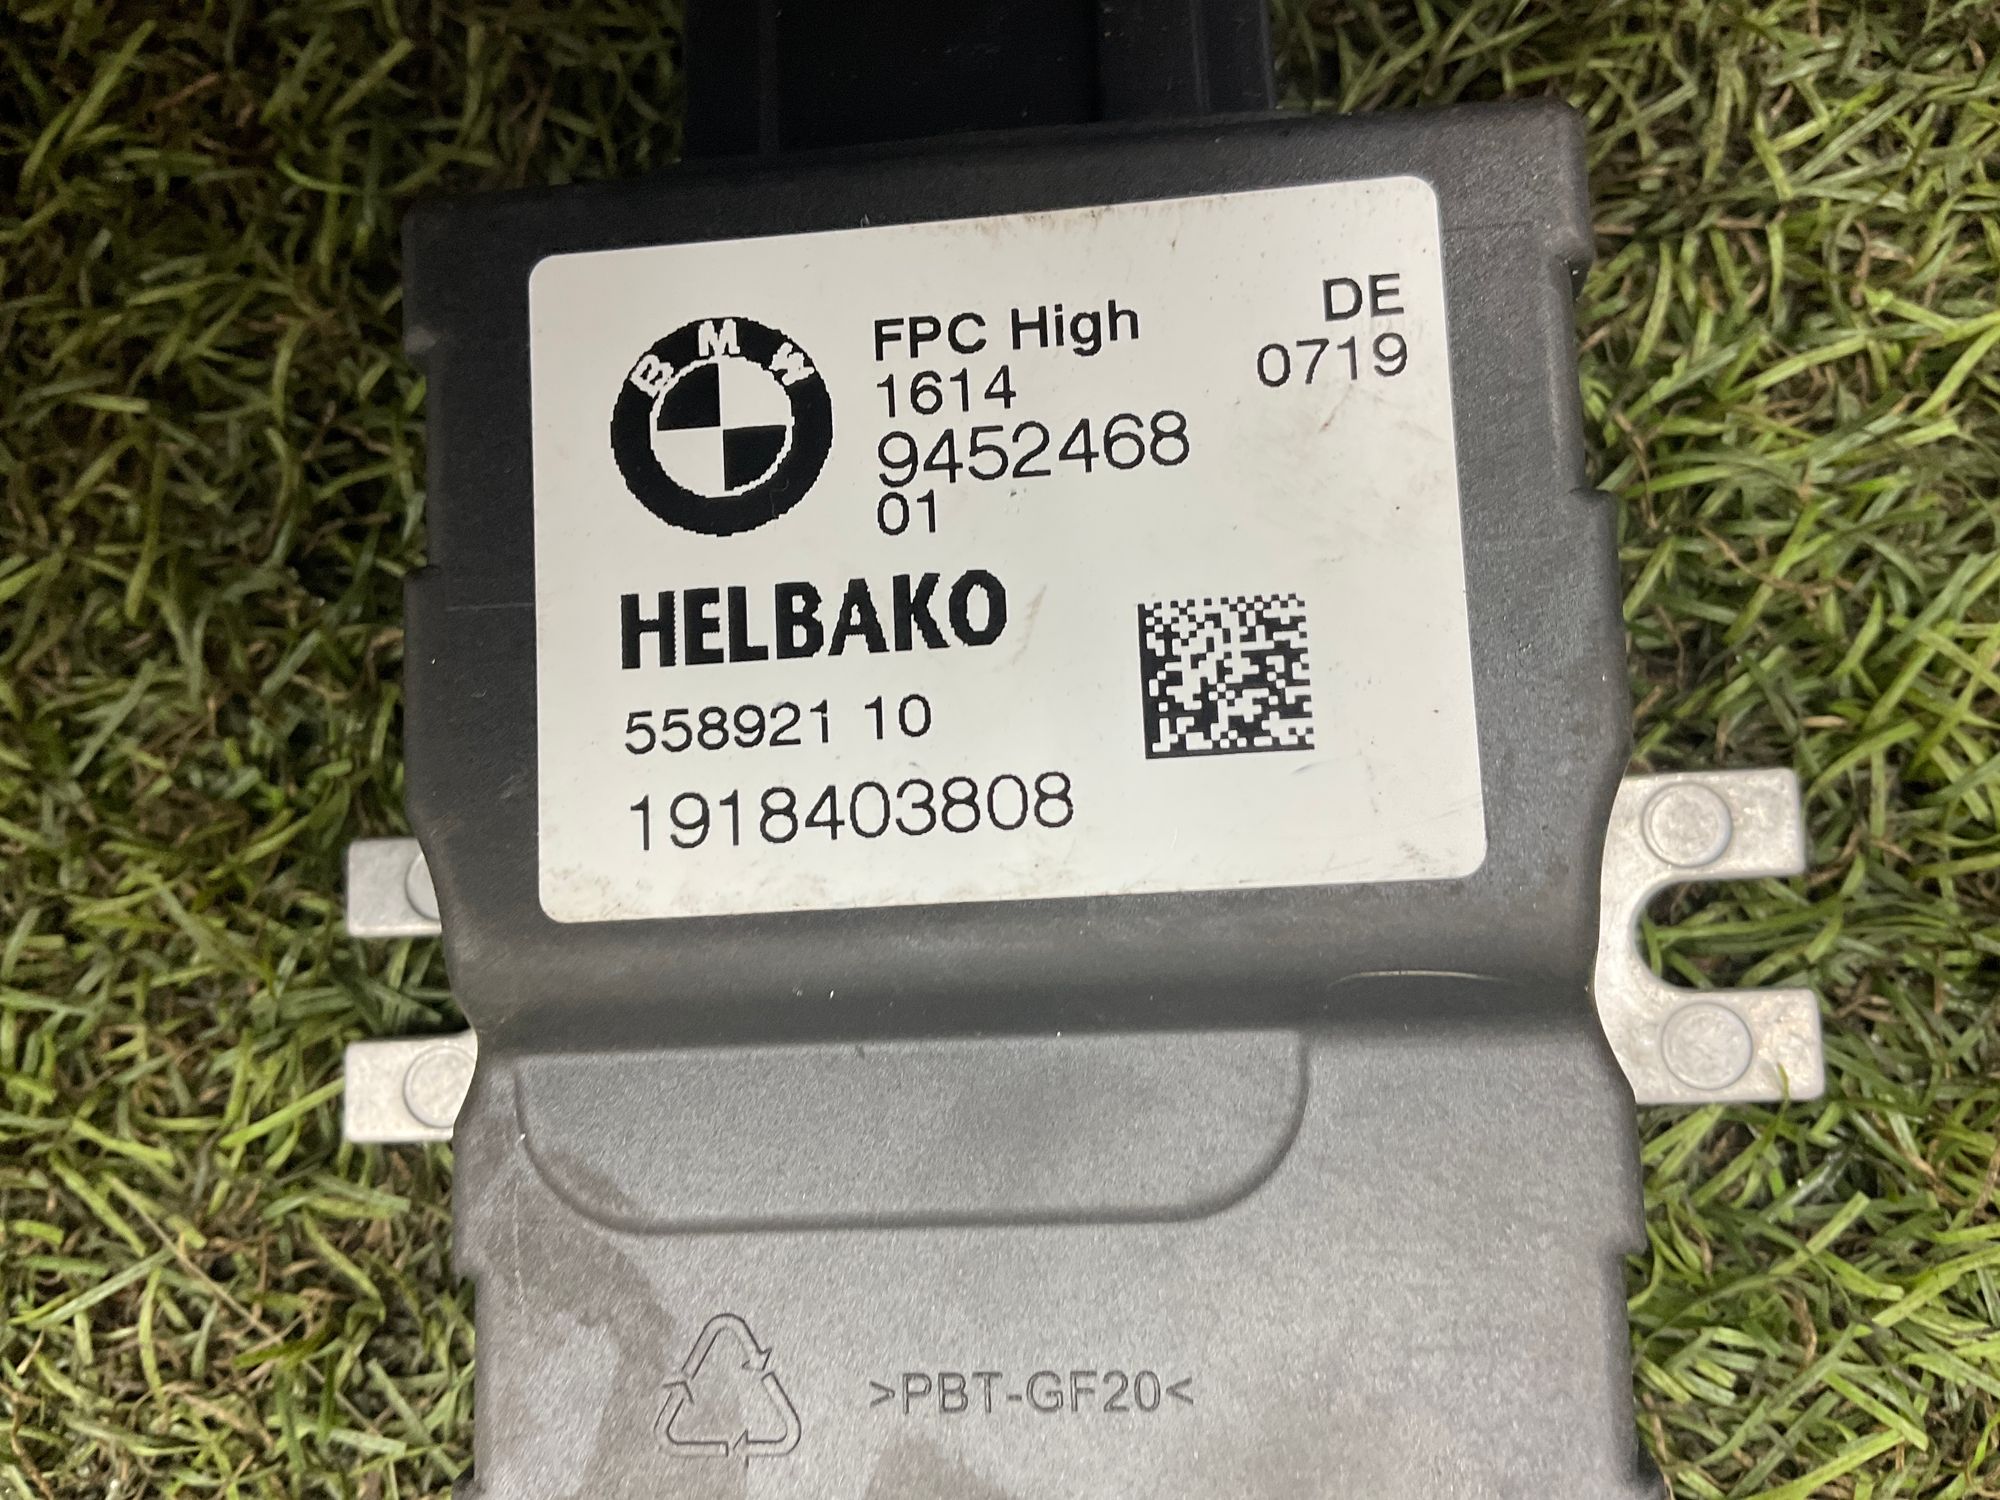 BMW
FPC High
DE
1614
0719
9452468
01
HELBAKO
558921 10
1918403808
>PBT-GF20<